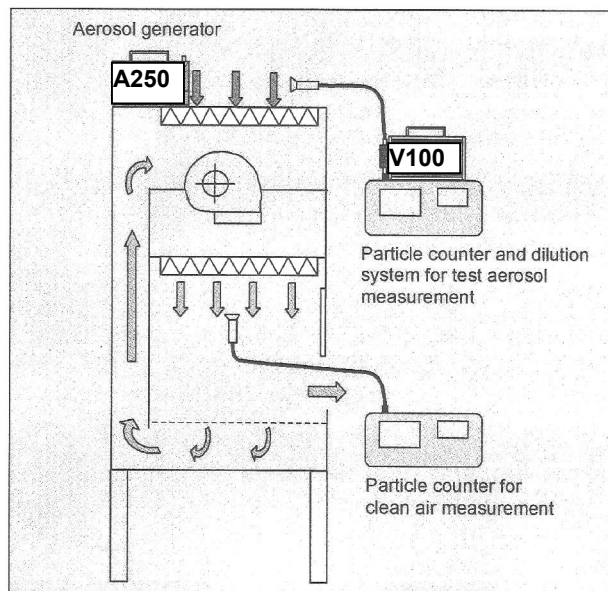 Aerosol generator
A250
V100
Particle counter and dilution
system for test aerosol
measurement
Particle counter for
clean air measurement